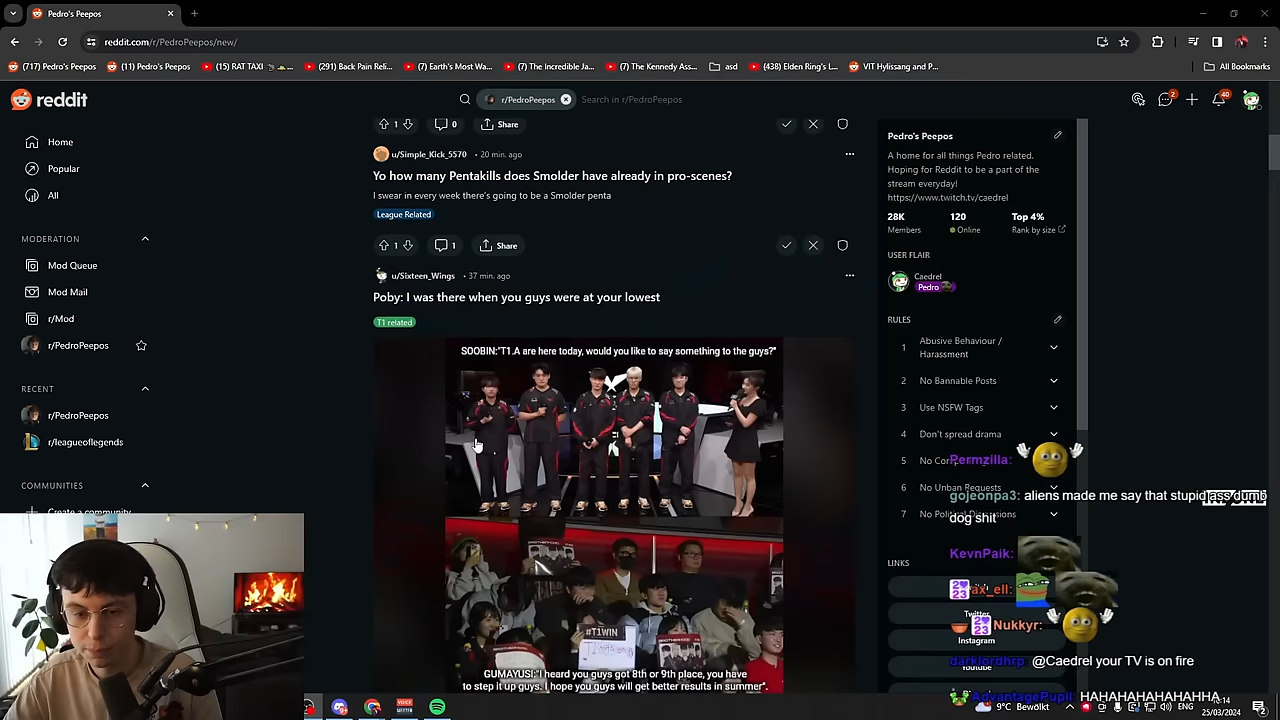 Pedro's Peepos
reddit.com/r/PedroPeepos/new/
(717) Pedro's Peepos
(11) Pedro's Peepos
(15) RAT TAXI
(291) Back Pain Reli...
(7) Earth's Most Wa...
(7) The Incredible Ja...
(7) The Kennedy Ass...
asd
(438) Elden Ring's L...
VIT Hylissang and P...
All Bookmarks
reddit
r/PedroPeepos
Search in r/PedroPeepos
2
40
Home
Popular
All
MODERATION
Mod Queue
Mod Mail
r/Mod
r/PedroPeepos
RECENT
r/PedroPeepos
r/leagueoflegends
COMMUNITIES
Create a community
1
0
Share
u/Simple_Kick_5570 • 20 min. ago
Yo how many Pentakills does Smolder have already in pro-scenes?
I swear in every week there's going to be a Smolder penta
League Related
1
1
Share
u/Sixteen_Wings • 37 min. ago
Poby: I was there when you guys were at your lowest
T1 related
SOOBIN:"T1.A are here today, would you like to say something to the guys?"
BROTHERHOOD
#T1WIN
BROTHERHOOD
GUMAYUSI:"I heard you guys got 8th or 9th place, you have
to step it up guys. I hope you guys will get better results in summer".
Pedro's Peepos
A home for all things Pedro related.
Hoping for Reddit to be a part of the
stream everyday!
https://www.twitch.tv/caedrel
28K
Members
120
Online
Top 4%
Rank by size
USER FLAIR
Caedrel
Pedro
RULES
1 Abusive Behaviour /
Harassment
2 No Bannable Posts
3 Use NSFW Tags
4 Don't spread drama
5
6 No Unban Requests
7
LINKS
Twitter
Instagram
Youtube
Permzilla:
gojeonpa3: aliens made me say that stupid ass dumb
dog shit
KevnPaik:
ax_ell:
Nukkyr:
darklordhrp: @Caedrel your TV is on fire
AdvantagePupil: HAHAHAHAHAHAHHA
VOICE
MEETER
9°C Bewölkt
ENG
25/03/2024